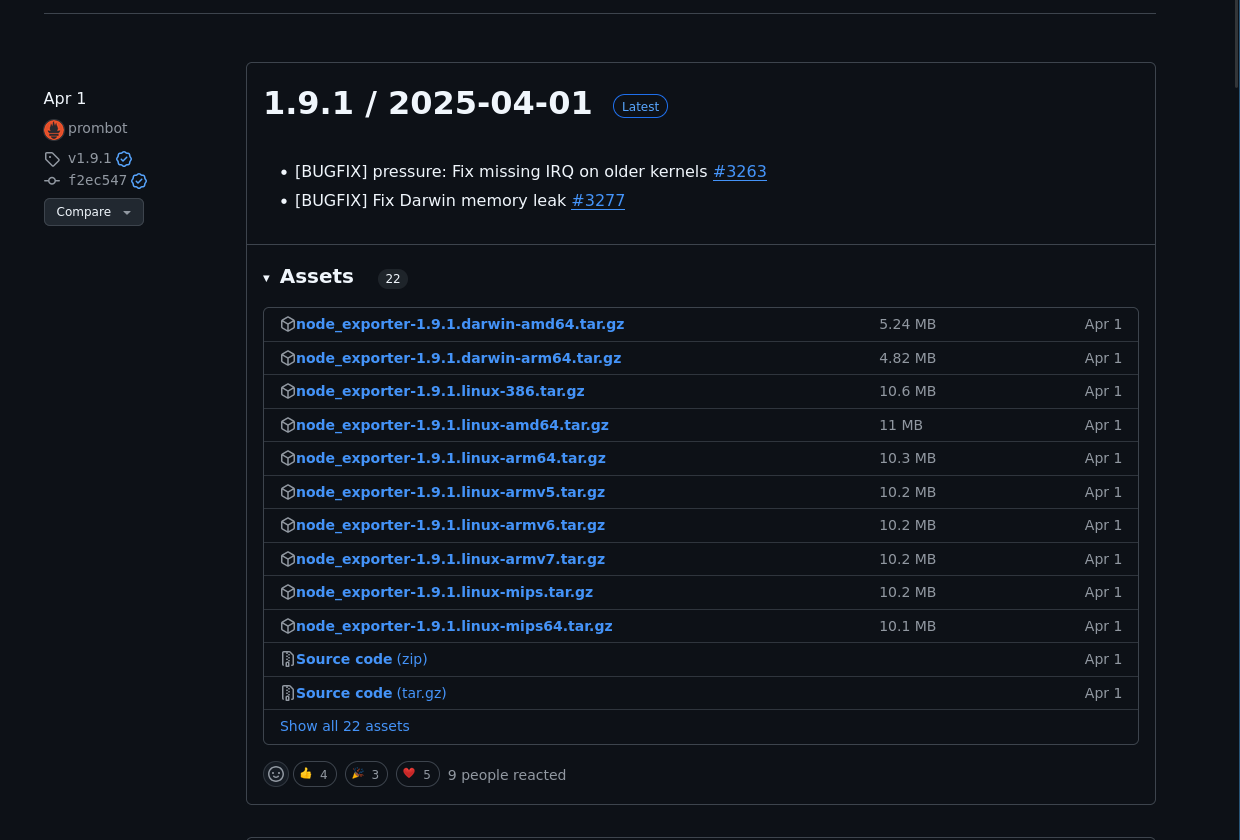 Apr 1
prombot
v1.9.1
f2ec547
Compare
1.9.1 / 2025-04-01 Latest
• [BUGFIX] pressure: Fix missing IRQ on older kernels #3263
• [BUGFIX] Fix Darwin memory leak #3277
Assets 22
node_exporter-1.9.1.darwin-amd64.tar.gz 5.24 MB Apr 1
node_exporter-1.9.1.darwin-arm64.tar.gz 4.82 MB Apr 1
node_exporter-1.9.1.linux-386.tar.gz 10.6 MB Apr 1
node_exporter-1.9.1.linux-amd64.tar.gz 11 MB Apr 1
node_exporter-1.9.1.linux-arm64.tar.gz 10.3 MB Apr 1
node_exporter-1.9.1.linux-armv5.tar.gz 10.2 MB Apr 1
node_exporter-1.9.1.linux-armv6.tar.gz 10.2 MB Apr 1
node_exporter-1.9.1.linux-armv7.tar.gz 10.2 MB Apr 1
node_exporter-1.9.1.linux-mips.tar.gz 10.2 MB Apr 1
node_exporter-1.9.1.linux-mips64.tar.gz 10.1 MB Apr 1
Source code (zip) Apr 1
Source code (tar.gz) Apr 1
Show all 22 assets
👍 4 🎉 3 ❤️ 5 9 people reacted